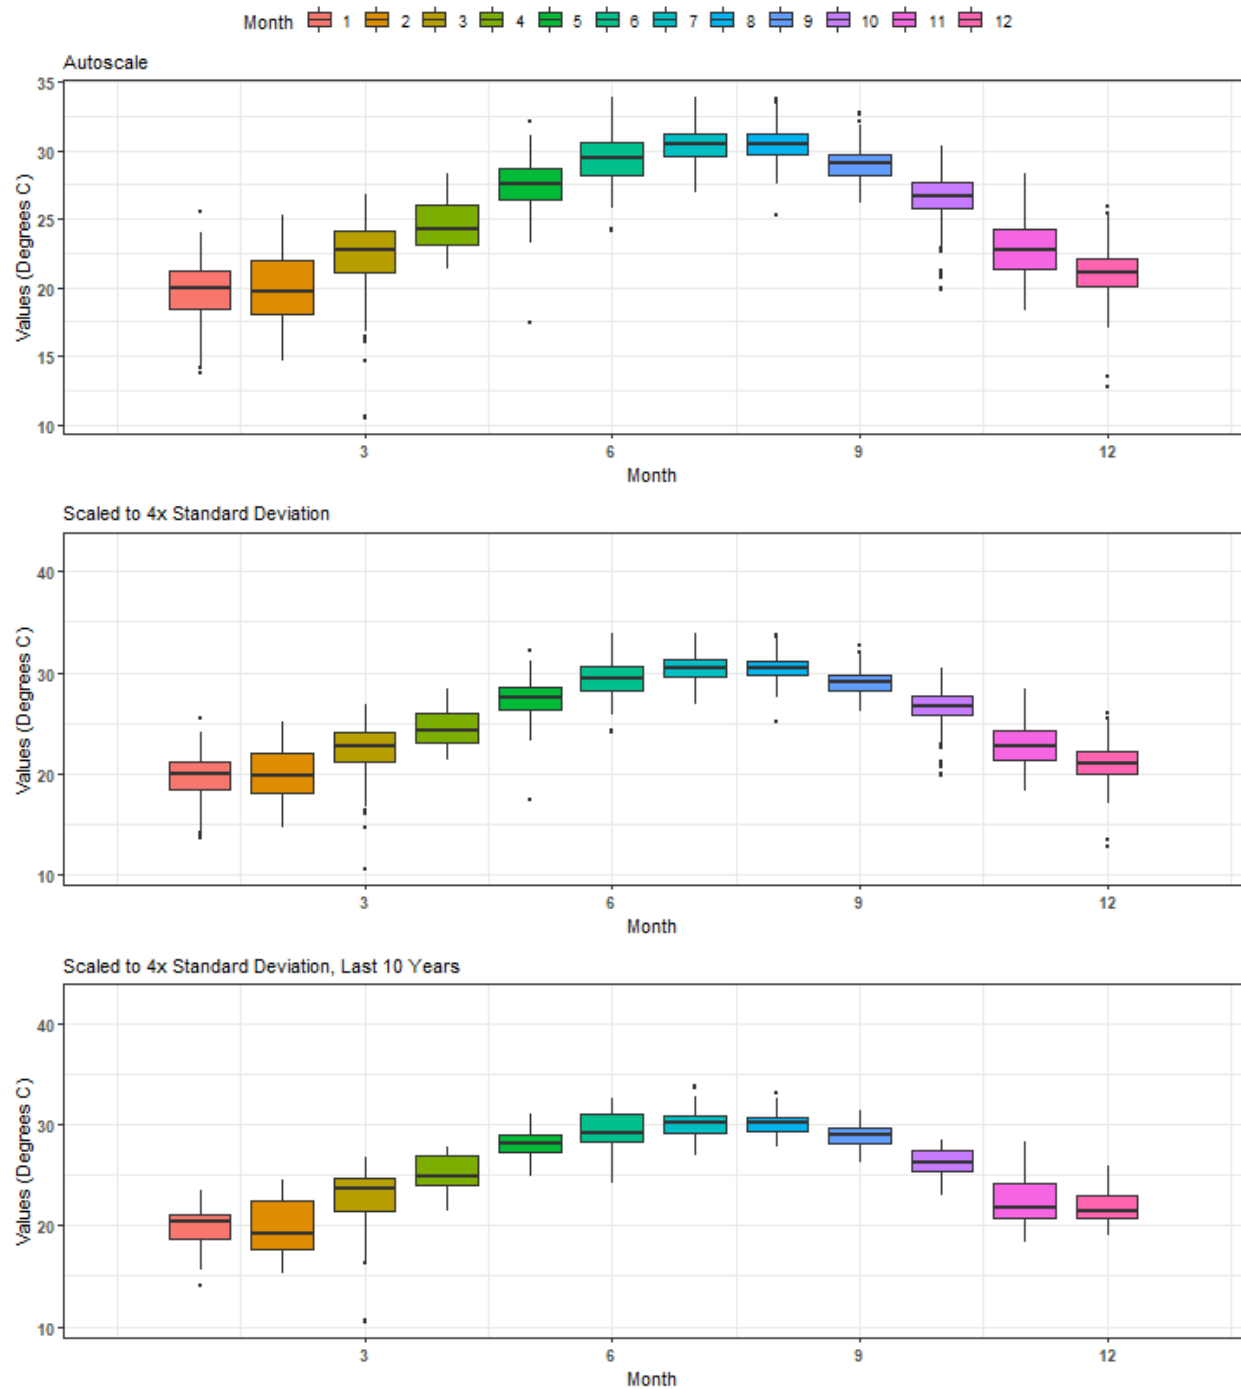 Month 1 2 3 4 5 6 7 8 9 10 11 12
Autoscale
35
30
25
20
15
10
Values (Degrees C)
3 6 9 12
Month
Scaled to 4x Standard Deviation
40
30
20
10
Values (Degrees C)
3 6 9 12
Month
Scaled to 4x Standard Deviation, Last 10 Years
40
30
20
10
Values (Degrees C)
3 6 9 12
Month